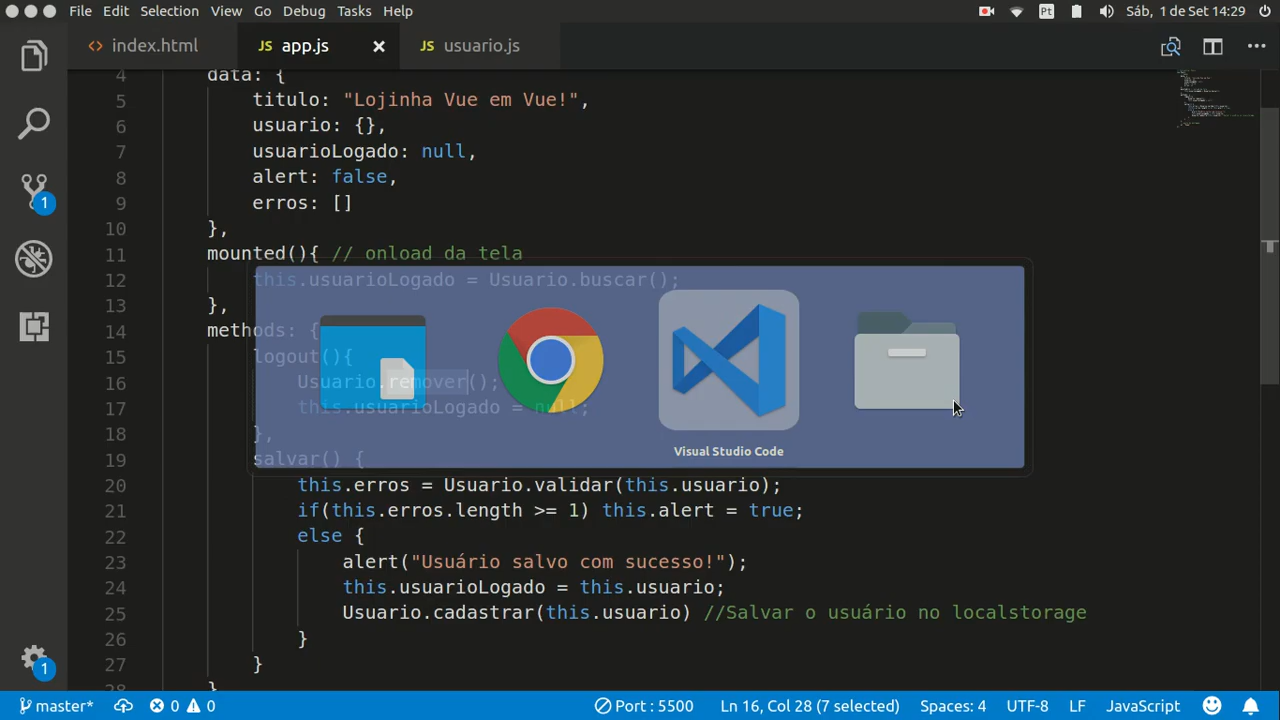 File Edit Selection View Go Debug Tasks Help Pt Sáb, 1 de Set 14:29
<> index.html JS app.js × JS usuario.js •••
4 data: {
5 titulo: "Lojinha Vue em Vue!",
6 usuario: {},
7 usuarioLogado: null,
8 alert: false,
9 erros: []
10 },
11 mounted(){ // onload da tela
12 this.usuarioLogado = Usuario.buscar();
13 },
14 methods: {
15 logout(){
16 Usuario.remover();
17 this.usuarioLogado = null;
18 },
Visual Studio Code
19 salvar() {
20 this.erros = Usuario.validar(this.usuario);
21 if(this.erros.length >= 1) this.alert = true;
22 else {
23 alert("Usuário salvo com sucesso!");
24 this.usuarioLogado = this.usuario;
25 Usuario.cadastrar(this.usuario) //Salvar o usuário no localstorage
26 }
27 }
28 }
1
1
master* 0 0 Port : 5500 Ln 16, Col 28 (7 selected) Spaces: 4 UTF-8 LF JavaScript